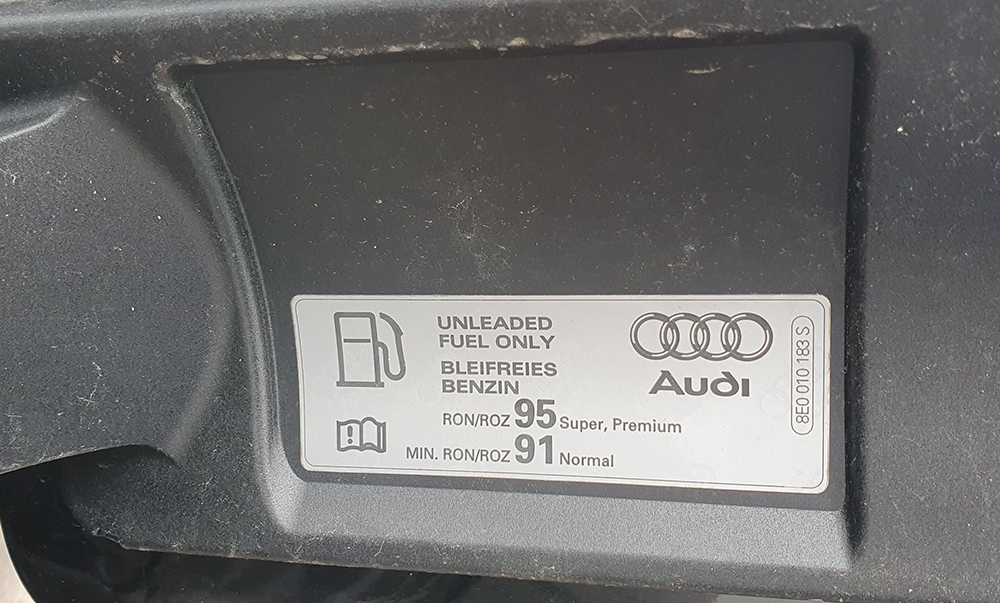 UNLEADED
FUEL ONLY
BLEIFREIES
BENZIN
RON/ROZ 95 Super, Premium
MIN. RON/ROZ 91 Normal
Audi
8E0 010 183 S